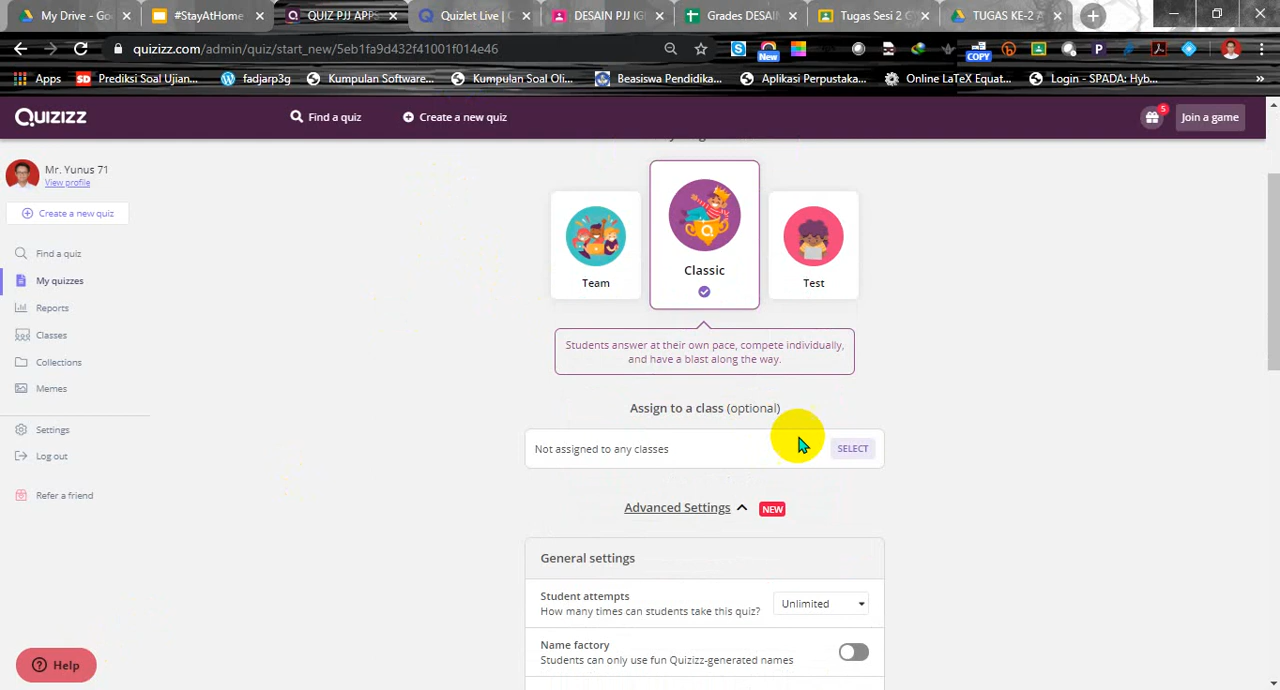 My Drive - Goo
#StayAtHome
QUIZ PJJ APPS
Quizlet Live | C
DESAIN PJJ IG
Grades DESAIN
Tugas Sesi 2 G
TUGAS KE-2 A
quizizz.com/admin/quiz/start_new/5eb1fa9d432f41001f014e46
New
COPY
Apps
Prediksi Soal Ujian...
fadjarp3g
Kumpulan Software...
Kumpulan Soal Oli...
Beasiswa Pendidika...
Aplikasi Perpustaka...
Online LaTeX Equat...
Login - SPADA: Hyb...
QUIZIZZ
Find a quiz
Create a new quiz
5
Join a game
Mr. Yunus 71
View profile
Create a new quiz
Find a quiz
My quizzes
Reports
Classes
Collections
Memes
Settings
Log out
Refer a friend
Help
Team
Classic
Test
Students answer at their own pace, compete individually,
and have a blast along the way.
Assign to a class (optional)
Not assigned to any classes
SELECT
Advanced Settings
NEW
General settings
Student attempts
How many times can students take this quiz?
Unlimited
Name factory
Students can only use fun Quizizz-generated names